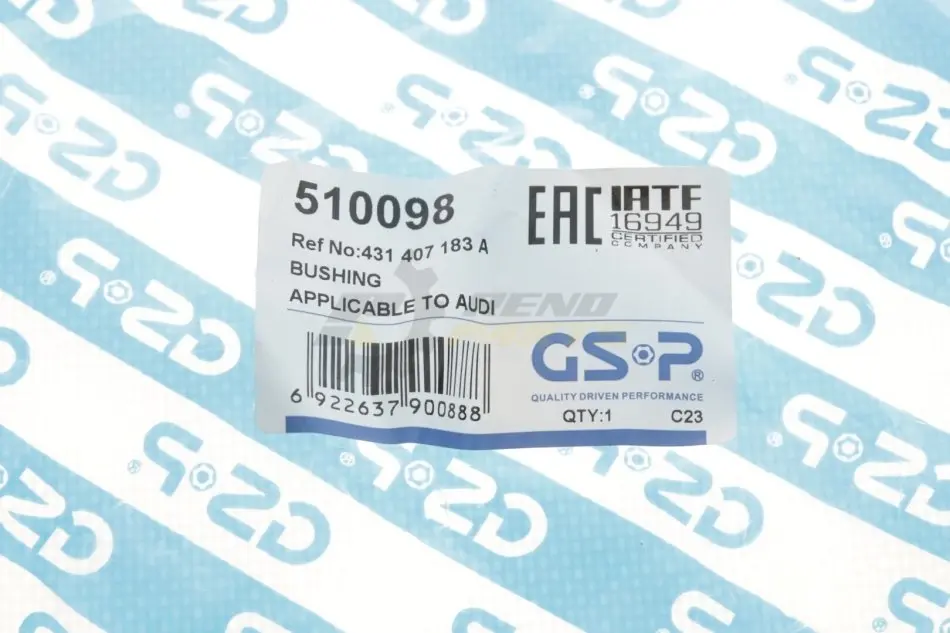 510098
Ref No:431 407 183 A
BUSHING
APPLICABLE TO AUDI
EAC
IATF
16949
CERTIFIED
COMPANY
6 922637 900888
GSP®
QUALITY DRIVEN PERFORMANCE
QTY:1 C23